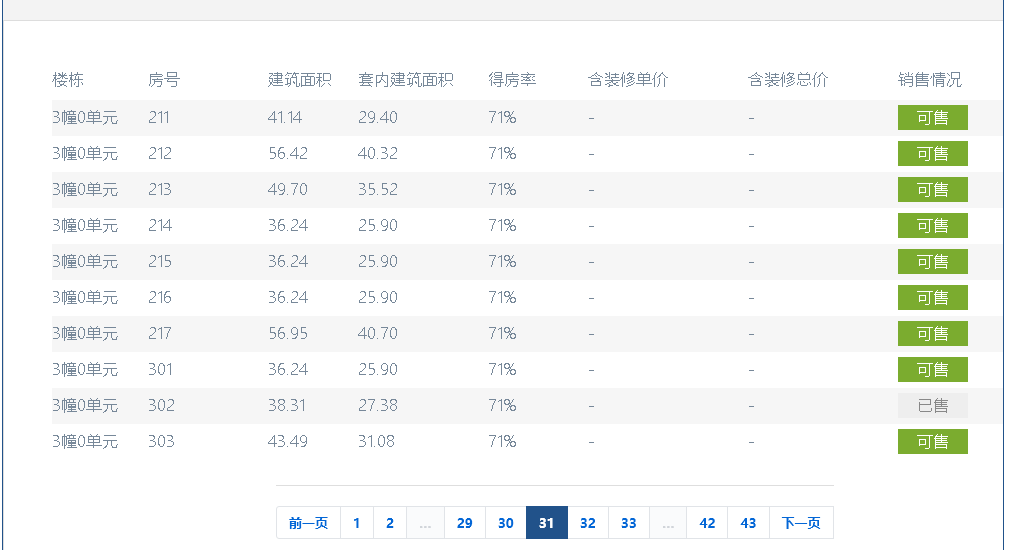 楼栋 房号 建筑面积 套内建筑面积 得房率 含装修单价 含装修总价 销售情况
3幢0单元 211 41.14 29.40 71% - - 可售
3幢0单元 212 56.42 40.32 71% - - 可售
3幢0单元 213 49.70 35.52 71% - - 可售
3幢0单元 214 36.24 25.90 71% - - 可售
3幢0单元 215 36.24 25.90 71% - - 可售
3幢0单元 216 36.24 25.90 71% - - 可售
3幢0单元 217 56.95 40.70 71% - - 可售
3幢0单元 301 36.24 25.90 71% - - 可售
3幢0单元 302 38.31 27.38 71% - - 已售
3幢0单元 303 43.49 31.08 71% - - 可售
前一页 1 2 ... 29 30 31 32 33 ... 42 43 下一页